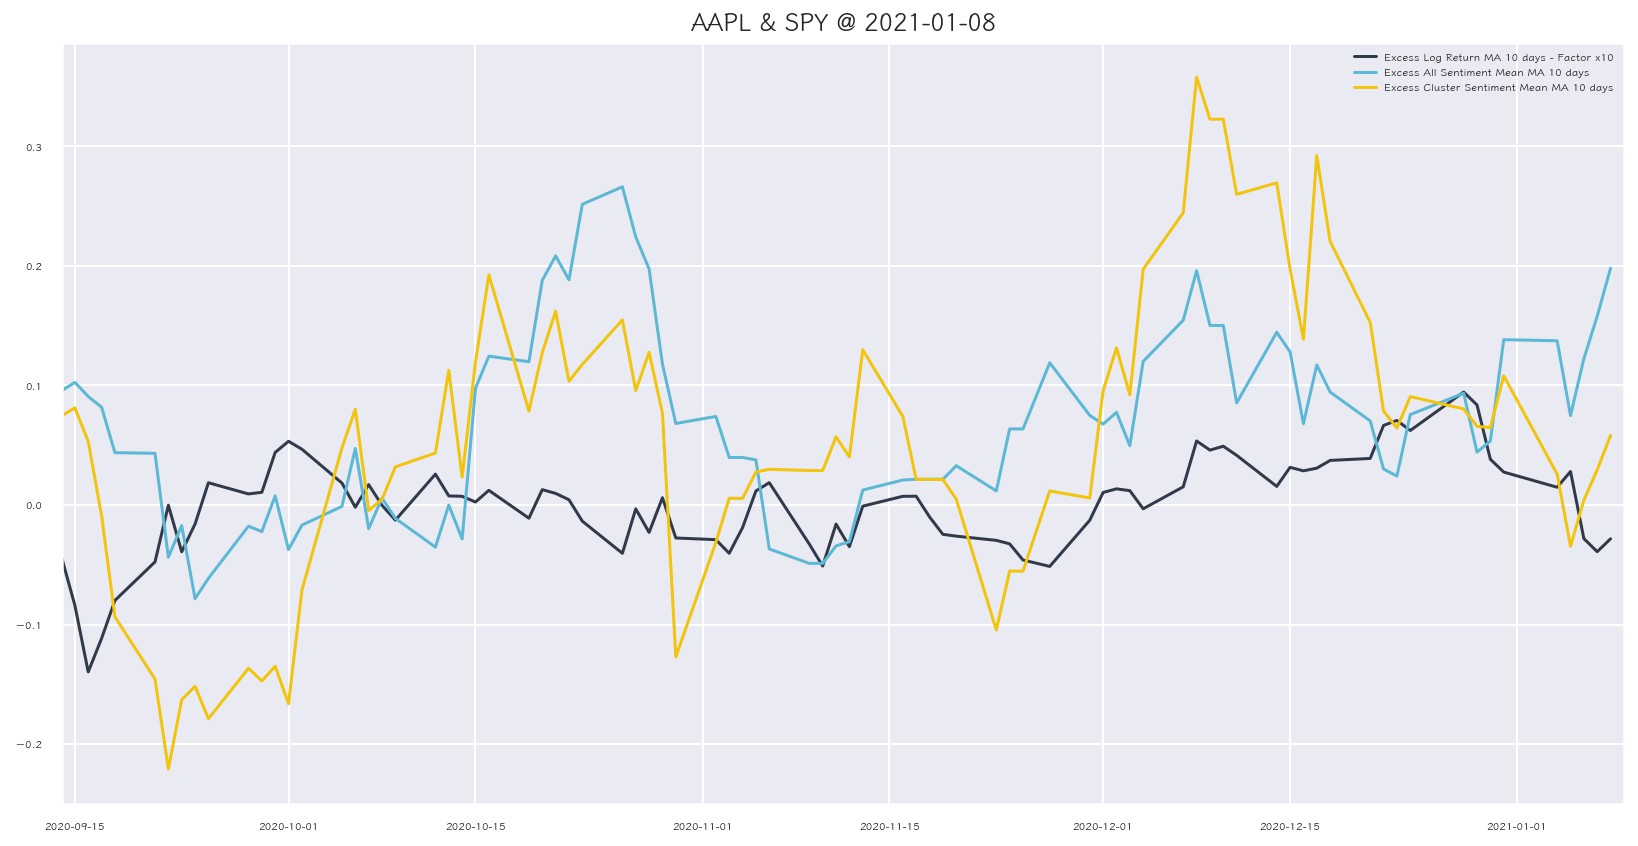 AAPL & SPY @ 2021-01-08
Excess Log Return MA 10 days - Factor x10
Excess All Sentiment Mean MA 10 days
Excess Cluster Sentiment Mean MA 10 days
0.3
0.2
0.1
0.0
−0.1
−0.2
2020-09-15 2020-10-01 2020-10-15 2020-11-01 2020-11-15 2020-12-01 2020-12-15 2021-01-01